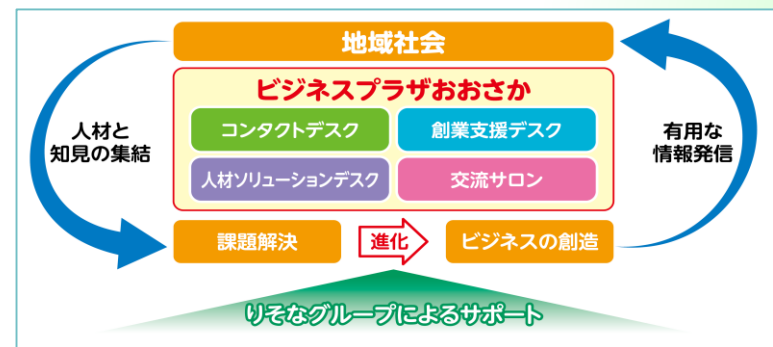 地域社会
ビジネスプラザおおさか
人材と
知見の集結
コンタクトデスク
創業支援デスク
人材ソリューションデスク
交流サロン
有用な
情報発信
課題解決
進化
ビジネスの創造
りそなグループによるサポート